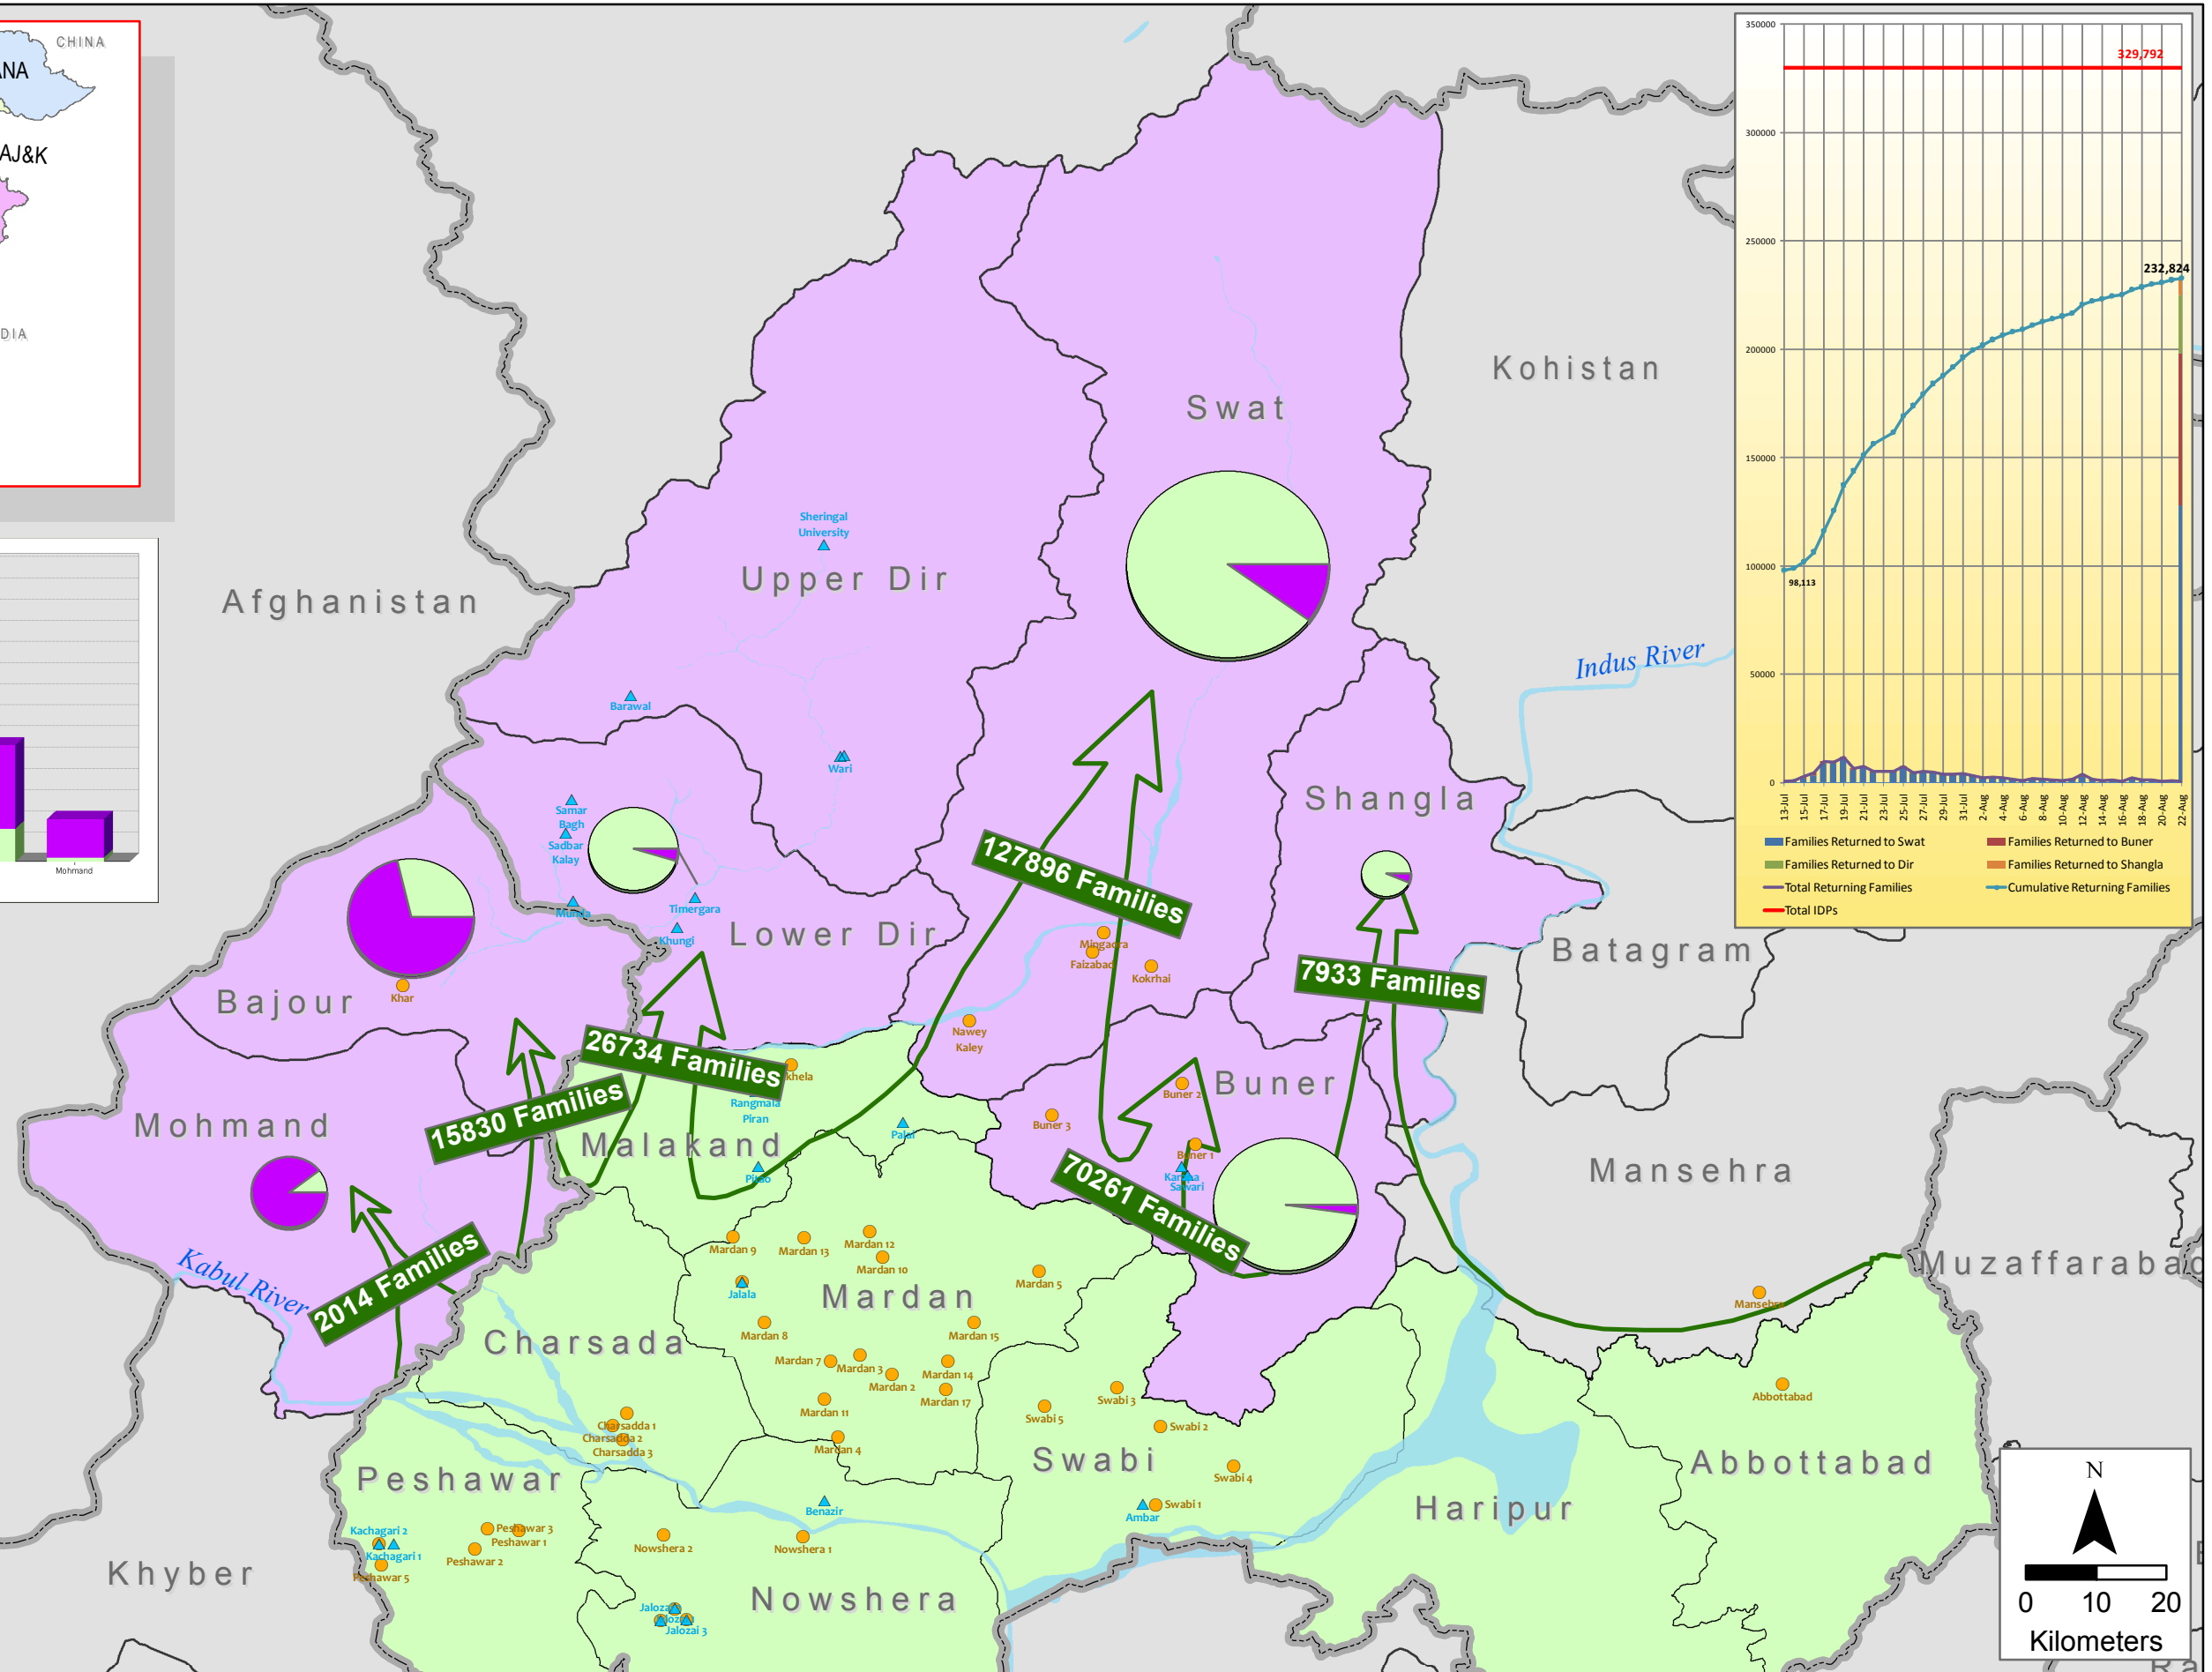 CHINA
AJ&K
Mohmand
350000
329,792
300000
250000
232,824
200000
150000
100000
98,113
50000
0
13-Jul
15-Jul
17-Jul
19-Jul
21-Jul
23-Jul
25-Jul
27-Jul
29-Jul
31-Jul
2-Aug
4-Aug
6-Aug
8-Aug
10-Aug
12-Aug
14-Aug
16-Aug
18-Aug
20-Aug
22-Aug
Families Returned to Swat
Families Returned to Buner
Families Returned to Dir
Families Returned to Shangla
Total Returning Families
Cumulative Returning Families
Total IDPs
Kohistan
Swat
Sheringal
University
Upper Dir
Afghanistan
Indus River
Barawal
Wari
Samar
Bagh
Sadbar
Kalay
Munda
Timergara
Khungi
Lower Dir
Shangla
127896 Families
Mingaora
Faizabad
Kokrhai
Batagram
7933 Families
Khar
Bajour
Nawey
Kaley
26734 Families
Rangmala
Piran
15830 Families
Mohmand
Malakand
Palai
Pitao
Buner
Buner 2
Buner 3
Buner 1
Karapa
Sawari
70261 Families
Mansehra
Muzaffarabad
Kabul River
2014 Families
Mansehra
Mardan 9
Mardan 13
Mardan 12
Mardan 10
Mardan 5
Jalala
Mardan
Mardan 8
Mardan 15
Charsada
Mardan 7
Mardan 3
Mardan 2
Mardan 14
Mardan 17
Mardan 11
Mardan 4
Swabi 3
Swabi 5
Swabi 2
Swabi
Swabi 4
Swabi 1
Ambar
Abbottabad
Abbottabad
Haripur
Charsadda 1
Charsadda 2
Charsadda 3
Peshawar
Peshawar 3
Peshawar 1
Peshawar 2
Kachagari 2
Kachagari 1
Peshawar 5
Khyber
Benazir
Nowshera 2
Nowshera 1
Nowshera
Jalozai 3
N
0 10 20
Kilometers